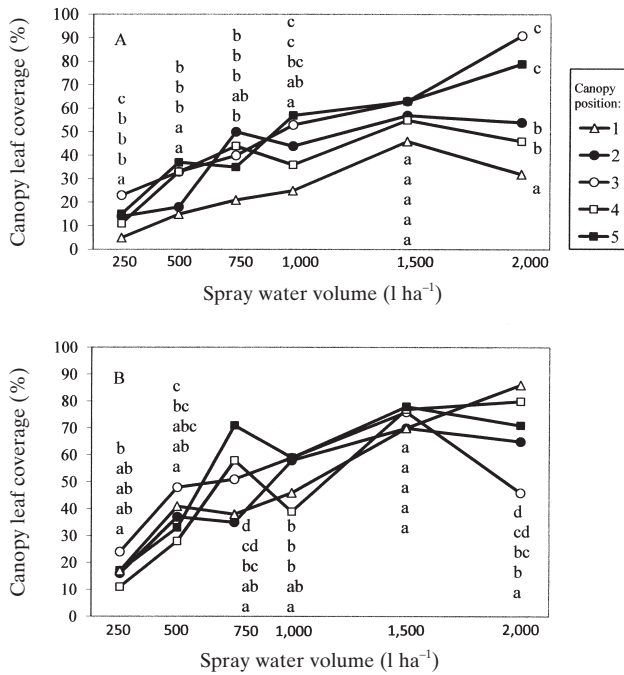 Canopy leaf coverage (%)
100
90
80
70
60
50
40
30
20
10
0
A
c
b
b
b
a
b
b
b
a
a
b
b
b
ab
b
c
c
bc
ab
a
a
a
a
a
a
c
c
b
b
a
250 500 750 1,000 1,500 2,000
Spray water volume (l ha⁻¹)
Canopy
position:
1
2
3
4
5
Canopy leaf coverage (%)
100
90
80
70
60
50
40
30
20
10
0
B
b
ab
ab
ab
a
c
bc
abc
ab
a
d
cd
bc
ab
a
b
b
b
ab
a
a
a
a
a
a
d
cd
bc
b
a
250 500 750 1,000 1,500 2,000
Spray water volume (l ha⁻¹)